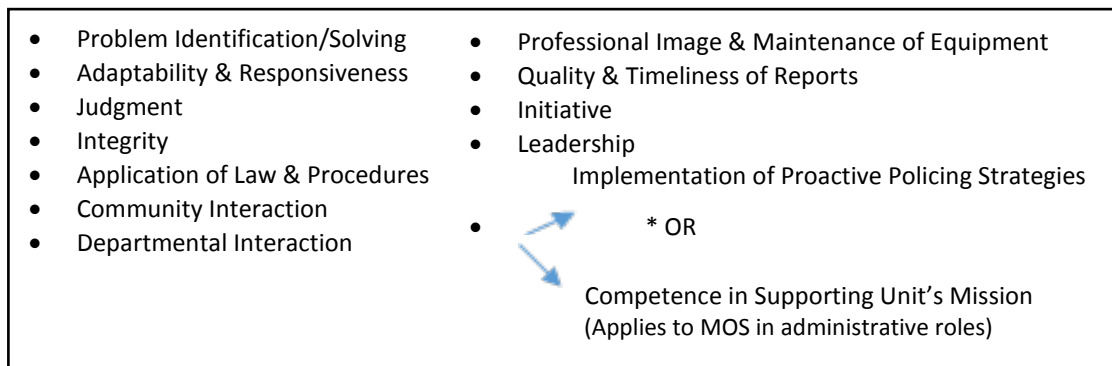 • Problem Identification/Solving
• Adaptability & Responsiveness
• Judgment
• Integrity
• Application of Law & Procedures
• Community Interaction
• Departmental Interaction
• Professional Image & Maintenance of Equipment
• Quality & Timeliness of Reports
• Initiative
• Leadership
Implementation of Proactive Policing Strategies
• * OR
Competence in Supporting Unit’s Mission
(Applies to MOS in administrative roles)